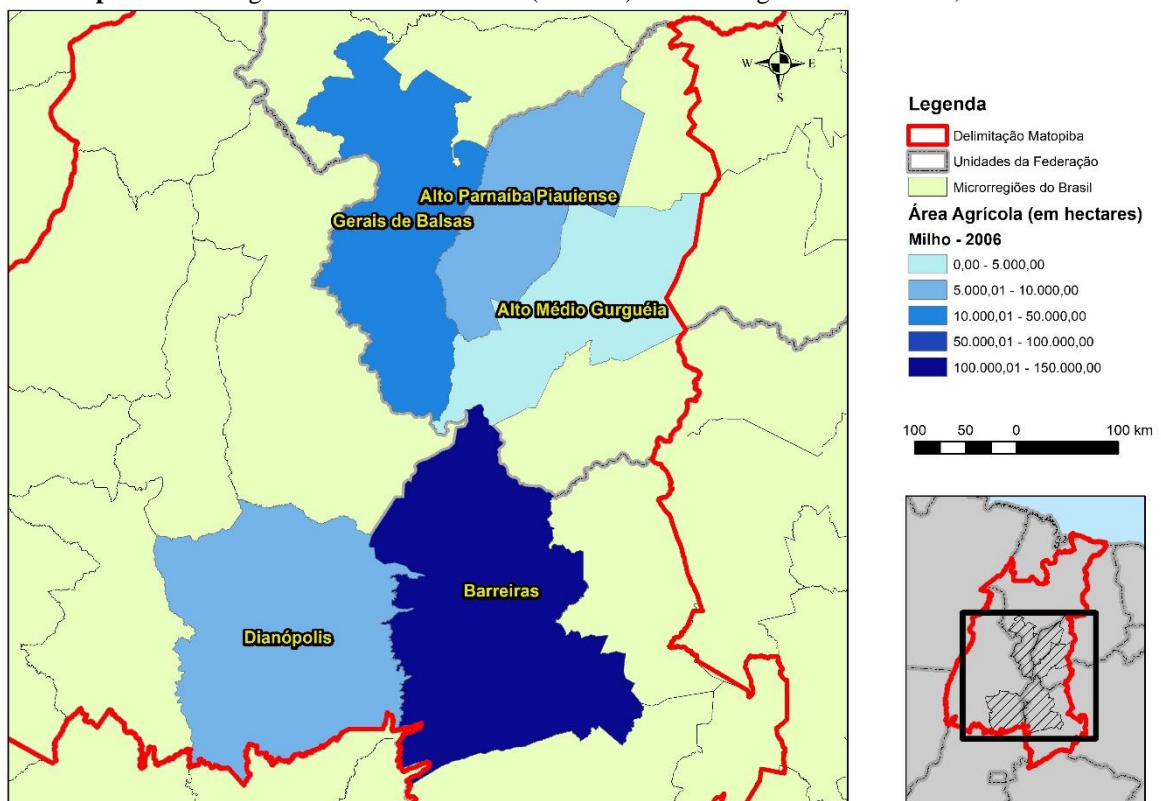 N
W E
S
Alto Parnaíba Piauiense
Gerais de Balsas
Alto Médio Gurguéia
Barreiras
Dianópolis
Legenda
Delimitação Matopiba
Unidades da Federação
Microrregiões do Brasil
Área Agrícola (em hectares)
Milho - 2006
0,00 - 5.000,00
5.000,01 - 10.000,00
10.000,01 - 50.000,00
50.000,01 - 100.000,00
100.000,01 - 150.000,00
100 50 0 100 km